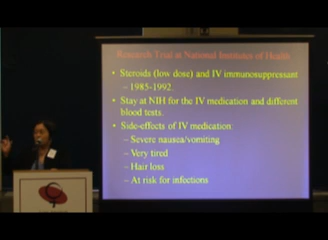 Research Trial at National Institutes of Health
• Steroids (low dose) and IV immunosuppressant
– 1985-1992.
• Stay at NIH for the IV medication and different
blood tests.
• Side-effects of IV medication:
– Severe nausea/vomiting
– Very tired
– Hair loss
– At risk for infections